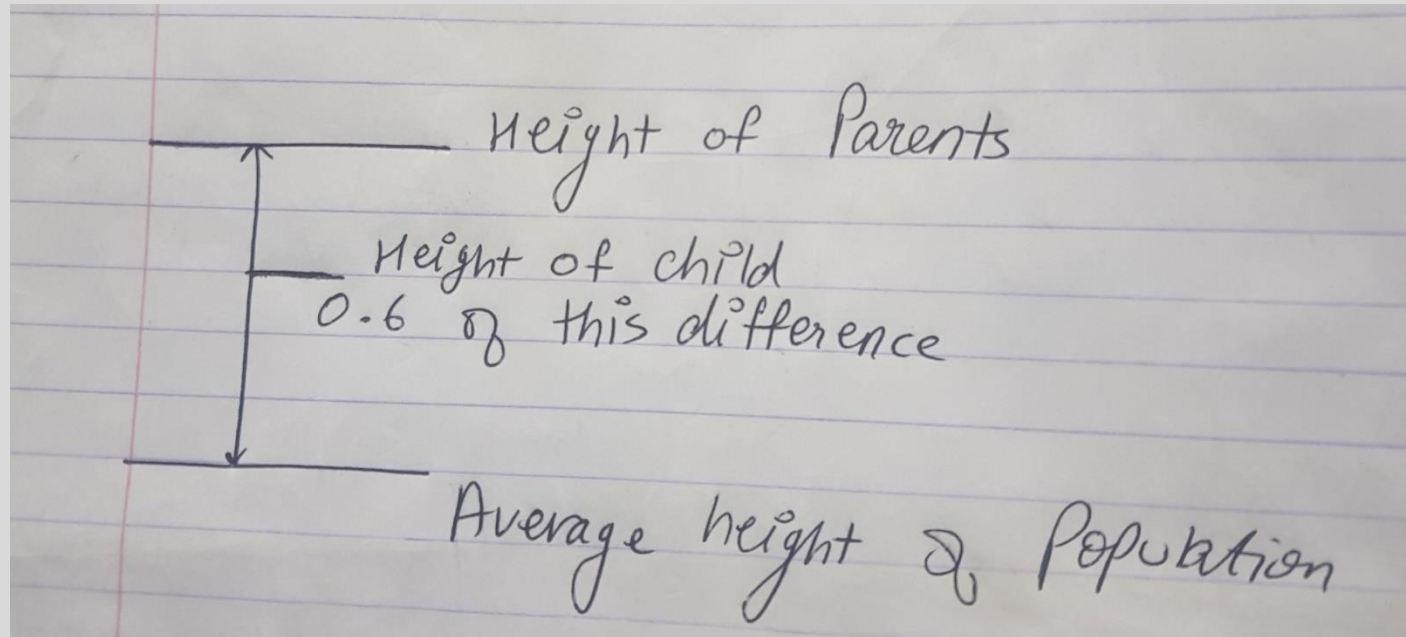 Height of Parents
Height of child
0.6 of this difference
Average height of Population